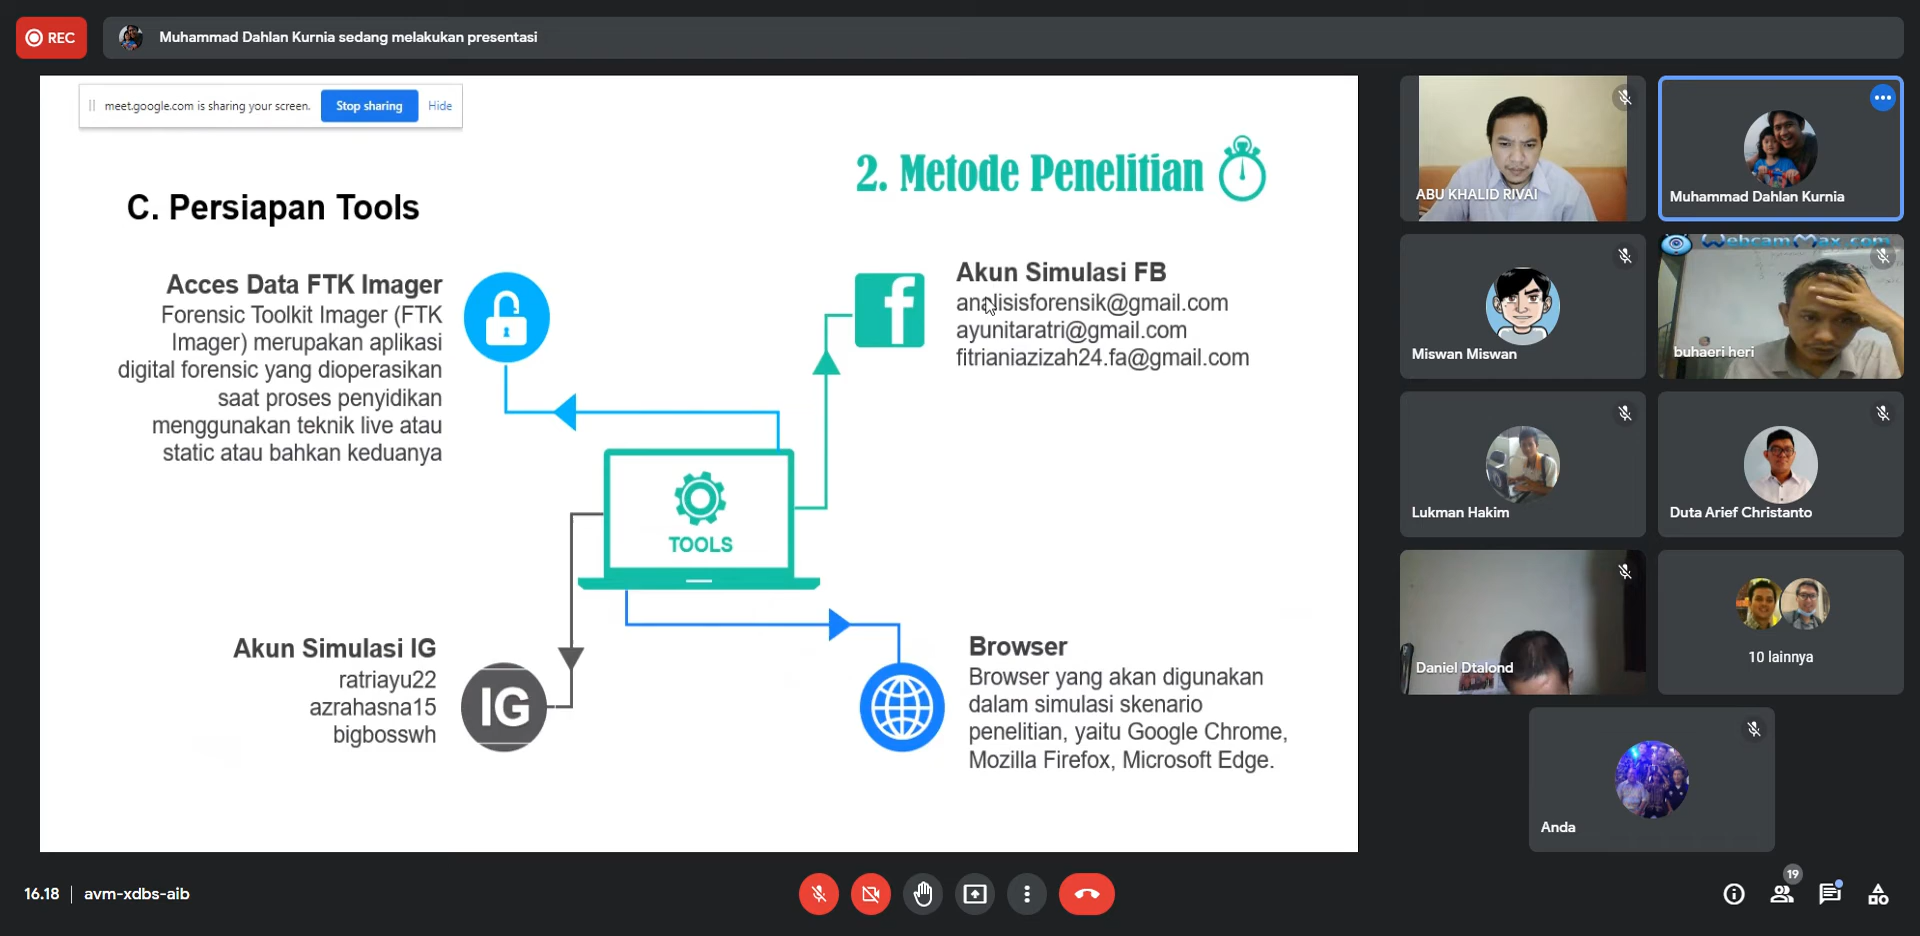 REC
Muhammad Dahlan Kurnia sedang melakukan presentasi
meet.google.com is sharing your screen.
Stop sharing
Hide
2. Metode Penelitian
C. Persiapan Tools
Acces Data FTK Imager
Forensic Toolkit Imager (FTK
Imager) merupakan aplikasi
digital forensic yang dioperasikan
saat proses penyidikan
menggunakan teknik live atau
static atau bahkan keduanya
f
Akun Simulasi FB
analisisforensik@gmail.com
ayunitaratri@gmail.com
fitrianiazizah24.fa@gmail.com
TOOLS
Akun Simulasi IG
ratriayu22
azrahasna15
bigbosswh
IG
Browser
Browser yang akan digunakan
dalam simulasi skenario
penelitian, yaitu Google Chrome,
Mozilla Firefox, Microsoft Edge.
ABU KHALID RIVAI
Muhammad Dahlan Kurnia
Miswan Miswan
WebcamMax.com
buhaeri heri
Lukman Hakim
Duta Arief Christanto
Daniel Dtalond
10 lainnya
Anda
16.18 | avm-xdbs-aib
19